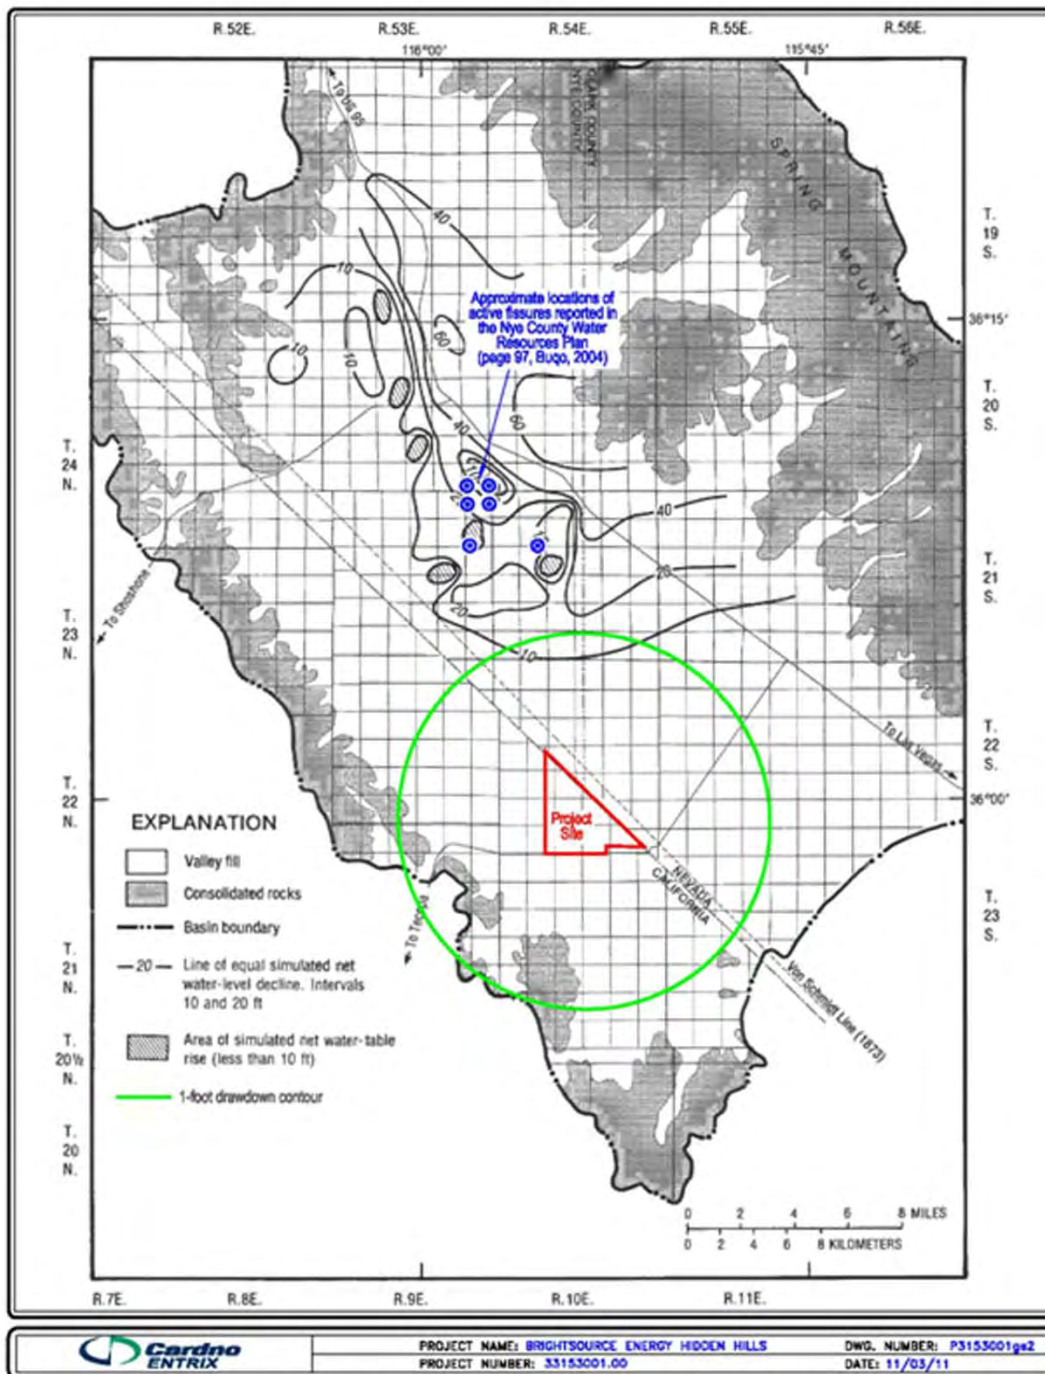 R.52E. R.53E. R.54E. R.55E. R.56E.
116°00' 115°45'
To US 95
CLARK COUNTY
NYE COUNTY
SPRING
MOUNTAINS
T.
19
S.
40
10
Approximate locations of
active fissures reported in
the Nye County Water
Resources Plan
(page 97, Buqo, 2004)
36°15'
10
10
60
60
40
T.
20
S.
T.
24
N.
40
20
T.
21
S.
To Shoshone
20
T.
23
N.
10
To Las Vegas
T.
22
S.
T.
22
N.
36°00'
Project
Site
NEVADA
CALIFORNIA
EXPLANATION
Valley fill
Consolidated rocks
Basin boundary
20 Line of equal simulated net
water-level decline. Intervals
10 and 20 ft
Area of simulated net water-table
rise (less than 10 ft)
1-foot drawdown contour
To Tecopa
T.
23
S.
T.
21
N.
Von Schmidt Line (1873)
T.
20½
N.
T.
20
N.
0 2 4 6 8 MILES
0 2 4 6 8 KILOMETERS
R.7E. R.8E. R.9E. R.10E. R.11E.
Cardno
ENTRIX
PROJECT NAME: BRIGHTSOURCE ENERGY HIDDEN HILLS
DWG. NUMBER: P3153001gs2
PROJECT NUMBER: 33153001.00
DATE: 11/03/11